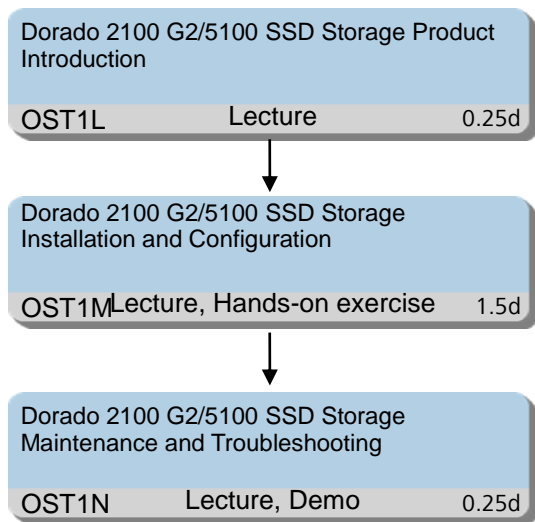 Dorado 2100 G2/5100 SSD Storage Product
Introduction
OST1L Lecture 0.25d
Dorado 2100 G2/5100 SSD Storage
Installation and Configuration
OST1M Lecture, Hands-on exercise 1.5d
Dorado 2100 G2/5100 SSD Storage
Maintenance and Troubleshooting
OST1N Lecture, Demo 0.25d